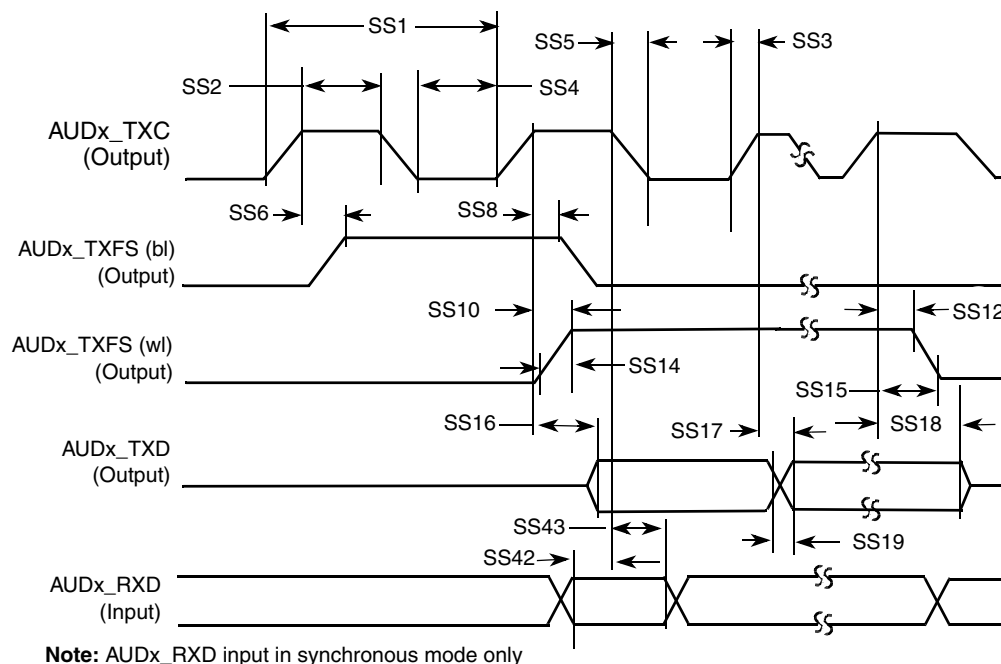 SS1
SS5
SS3
SS2
SS4
AUDx_TXC
(Output)
SS6
SS8
AUDx_TXFS (bl)
(Output)
SS10
SS12
AUDx_TXFS (wl)
(Output)
SS14
SS15
SS16
SS17
SS18
AUDx_TXD
(Output)
SS43
SS19
SS42
AUDx_RXD
(Input)
Note: AUDx_RXD input in synchronous mode only